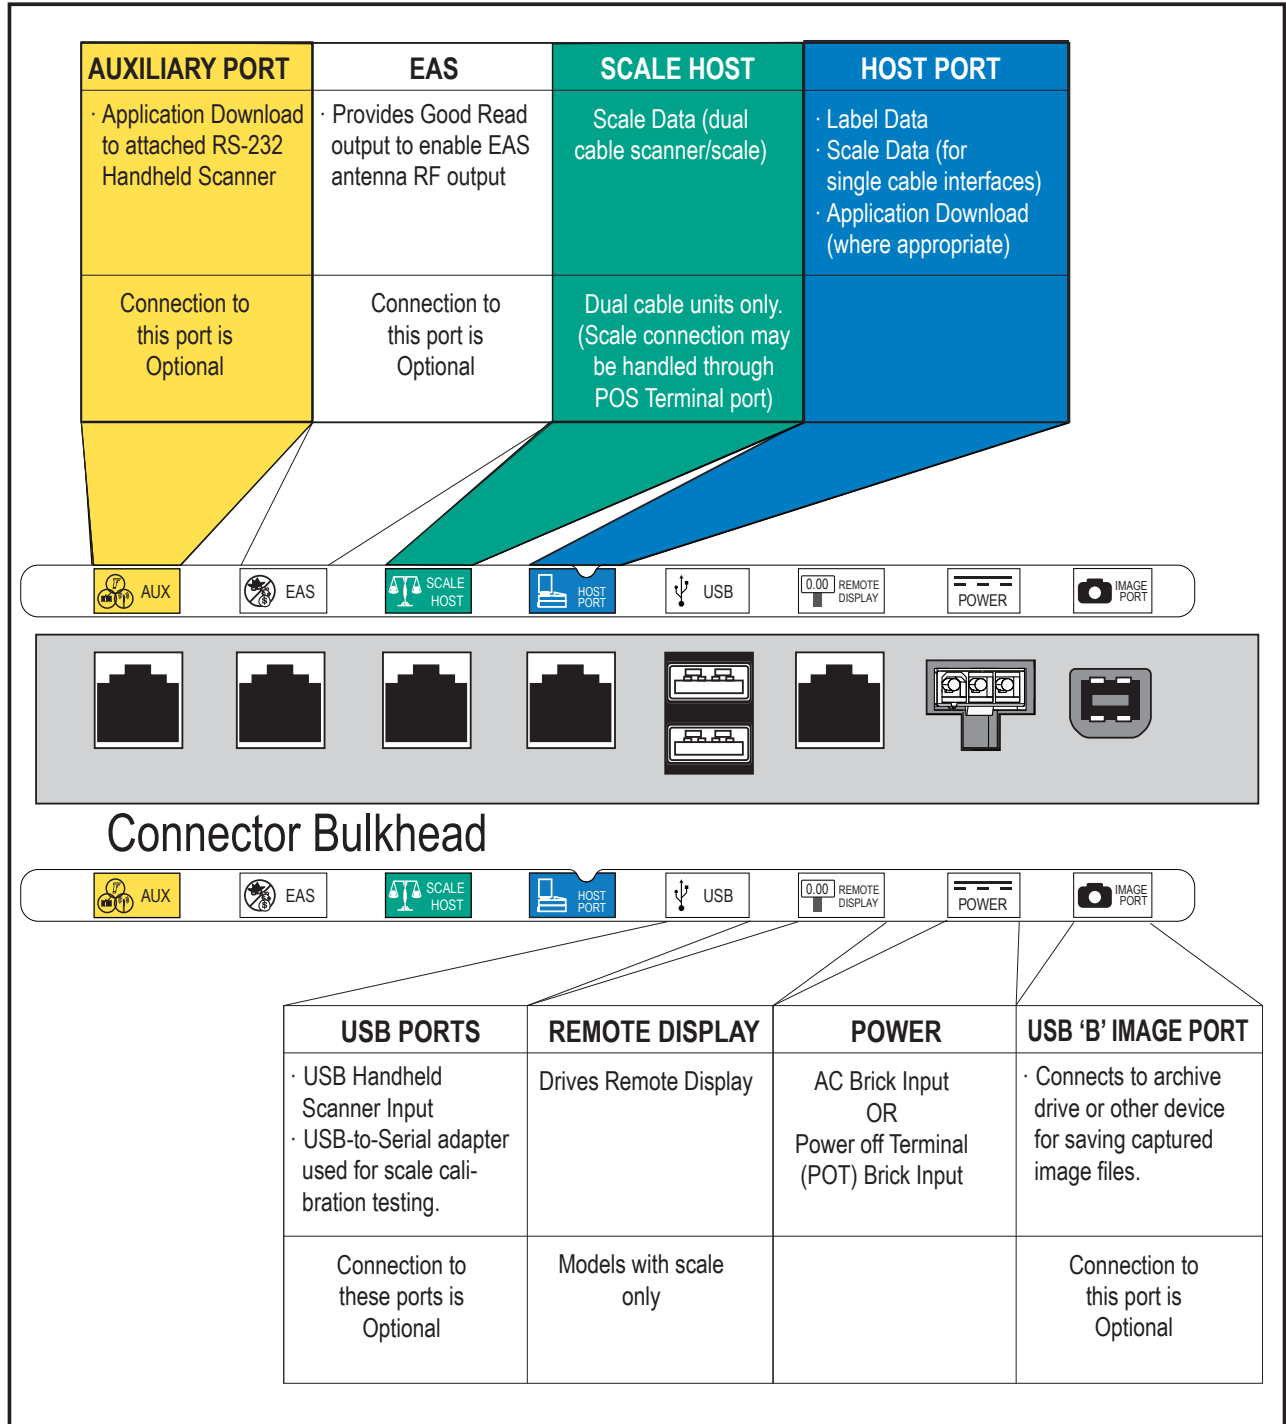 AUXILIARY PORT
· Application Download
to attached RS-232
Handheld Scanner
Connection to
this port is
Optional
EAS
· Provides Good Read
output to enable EAS
antenna RF output
Connection to
this port is
Optional
SCALE HOST
Scale Data (dual
cable scanner/scale)
Dual cable units only.
(Scale connection may
be handled through
POS Terminal port)
HOST PORT
· Label Data
· Scale Data (for
single cable interfaces)
· Application Download
(where appropriate)
AUX
EAS
SCALE
HOST
HOST
PORT
USB
0.00
REMOTE
DISPLAY
POWER
IMAGE
PORT
Connector Bulkhead
AUX
EAS
SCALE
HOST
HOST
PORT
USB
0.00
REMOTE
DISPLAY
POWER
IMAGE
PORT
USB PORTS
· USB Handheld
Scanner Input
· USB-to-Serial adapter
used for scale cali-
bration testing.
Connection to
these ports is
Optional
REMOTE DISPLAY
Drives Remote Display
Models with scale
only
POWER
AC Brick Input
OR
Power off Terminal
(POT) Brick Input
USB ‘B’ IMAGE PORT
· Connects to archive
drive or other device
for saving captured
image files.
Connection to
this port is
Optional